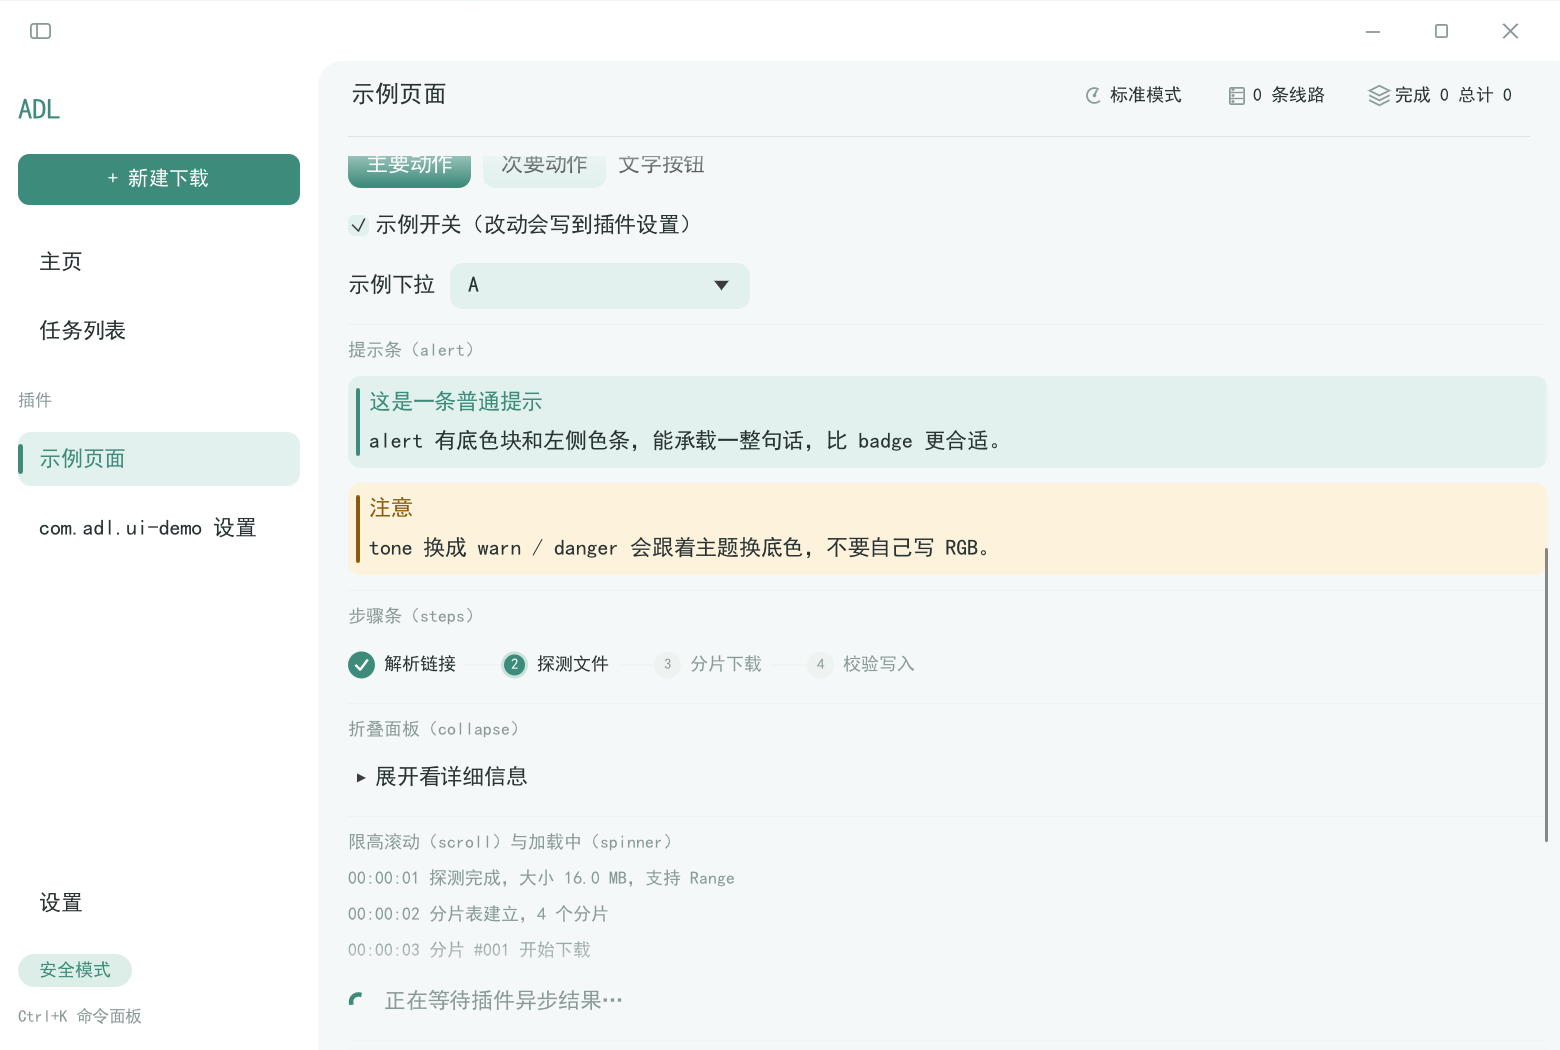 ADL
+ 新建下载
主页
任务列表
插件
示例页面
com.adl.ui-demo 设置
设置
安全模式
Ctrl+K 命令面板
示例页面
标准模式
0 条线路
完成 0 总计 0
主要动作 次要动作 文字按钮
示例开关（改动会写到插件设置）
示例下拉 A
提示条（alert）
这是一条普通提示
alert 有底色块和左侧色条，能承载一整句话，比 badge 更合适。
注意
tone 换成 warn / danger 会跟着主题换底色，不要自己写 RGB。
步骤条（steps）
解析链接 2 探测文件 3 分片下载 4 校验写入
折叠面板（collapse）
展开看详细信息
限高滚动（scroll）与加载中（spinner）
00:00:01 探测完成，大小 16.0 MB，支持 Range
00:00:02 分片表建立，4 个分片
00:00:03 分片 #001 开始下载
正在等待插件异步结果…